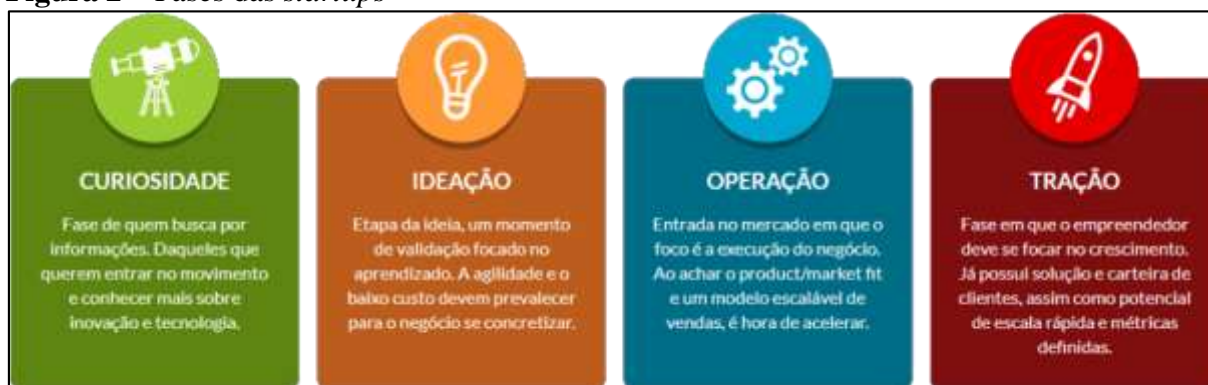 Fases das startups
CURIOSIDADE
Fase de quem busca por
informações. Daqueles que
querem entrar no movimento
e conhecer mais sobre
inovação e tecnologia.
IDEAÇÃO
Etapa da ideia, um momento
de validação focado no
aprendizado. A agilidade e o
baixo custo devem prevalecer
para o negócio se concretizar.
OPERAÇÃO
Entrada no mercado em que o
foco é a execução do negócio.
Ao achar o product/market fit
e um modelo escalável de
vendas, é hora de acelerar.
TRAÇÃO
Fase em que o empreendedor
deve se focar no crescimento.
Já possui solução e carteira de
clientes, assim como potencial
de escala rápida e métricas
definidas.